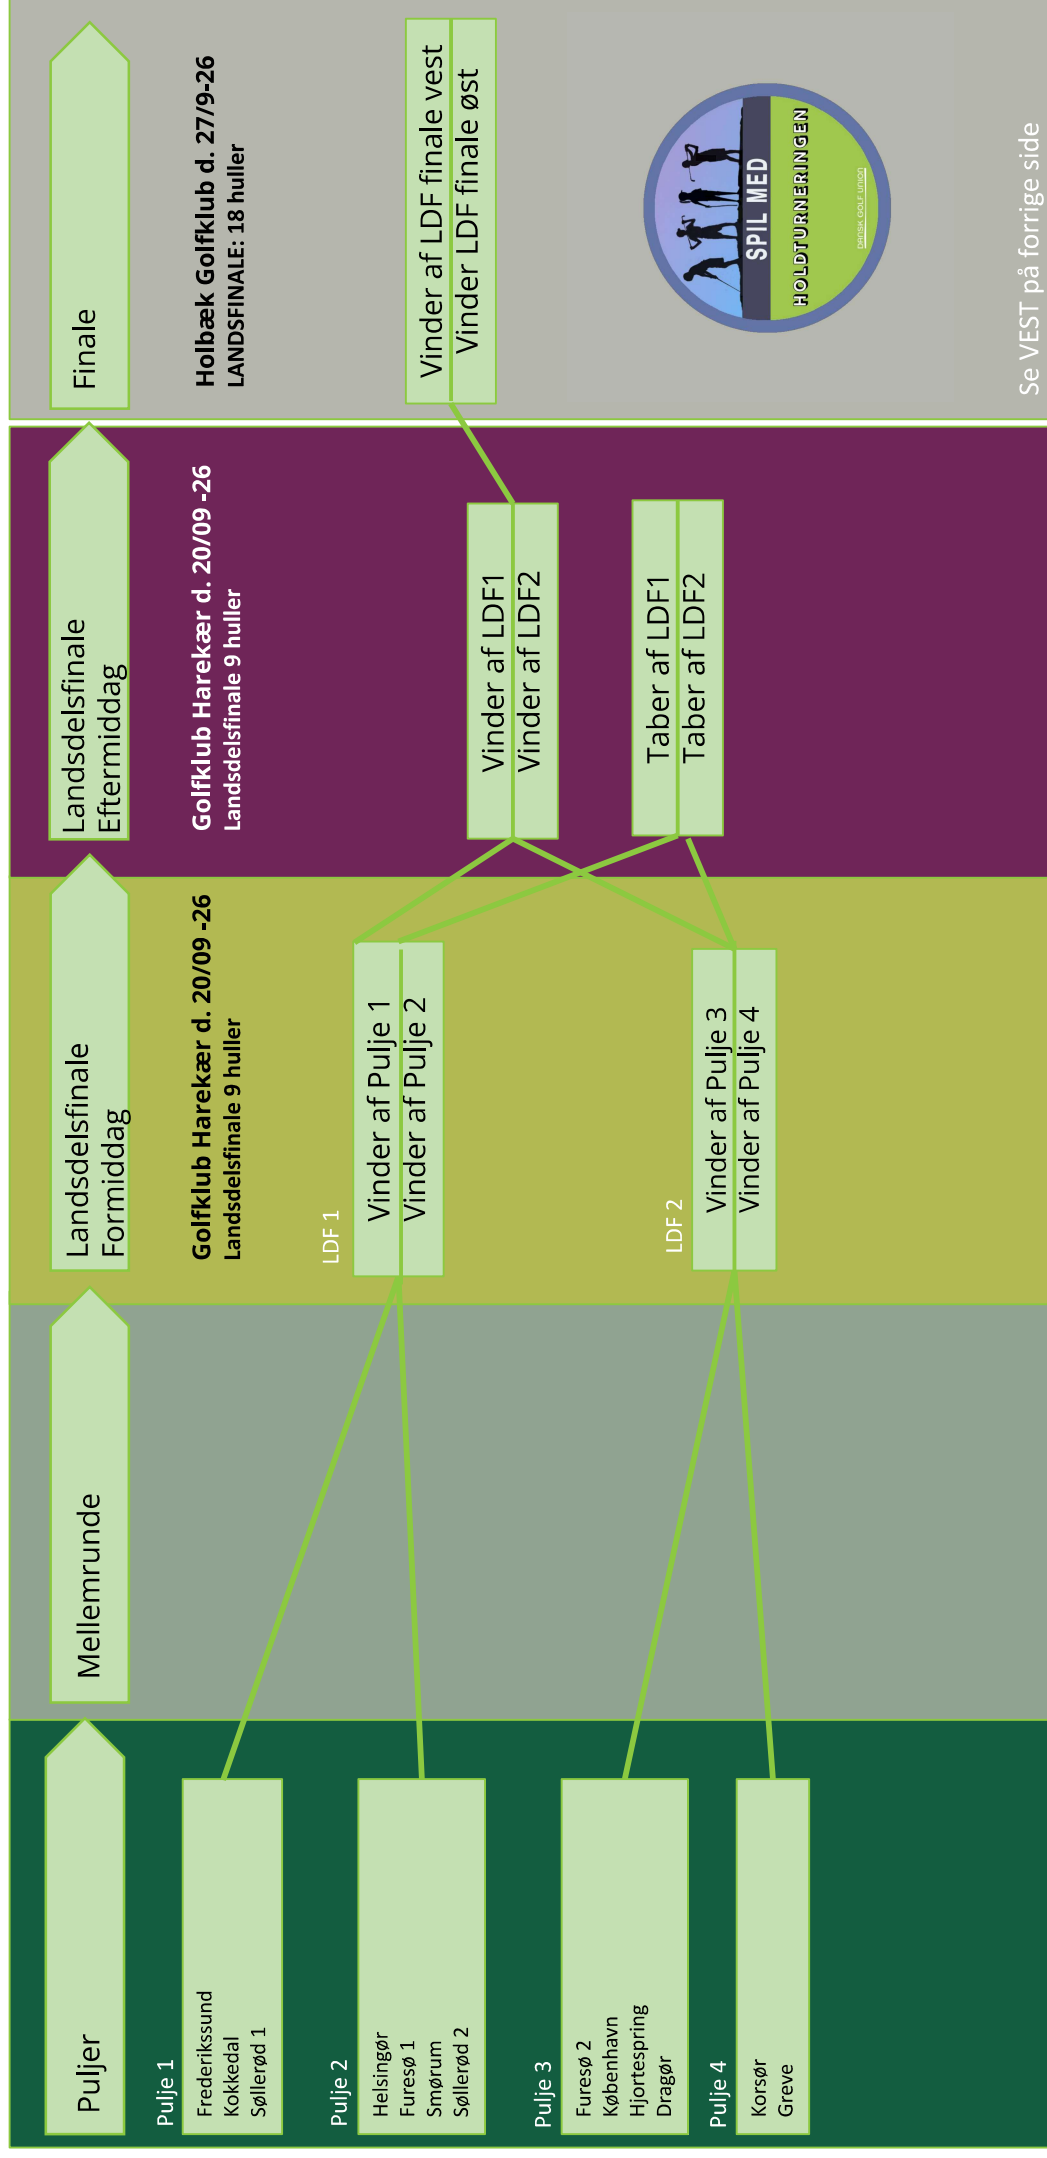 Puljer
Mellemrunde
Landsdelsfinale
Formiddag
Landsdelsfinale
Eftermiddag
Finale
Pulje 1
Frederikssund
Kokkedal
Søllerød 1
Pulje 2
Helsingør
Furesø 1
Smørum
Søllerød 2
Pulje 3
Furesø 2
København
Hjortespring
Dragør
Pulje 4
Korsør
Greve
Golfklub Harekær d. 20/09 -26
Landsdelsfinale 9 huller
LDF 1
Vinder af Pulje 1
Vinder af Pulje 2
LDF 2
Vinder af Pulje 3
Vinder af Pulje 4
Golfklub Harekær d. 20/09 -26
Landsdelsfinale 9 huller
Vinder af LDF1
Vinder af LDF2
Taber af LDF1
Taber af LDF2
Holbæk Golfklub d. 27/9-26
LANDSFINALE: 18 huller
Vinder af LDF finale vest
Vinder LDF finale øst
SPIL MED
HOLDTURNERINGEN
DANSK GOLF UNION
Se VEST på forrige side